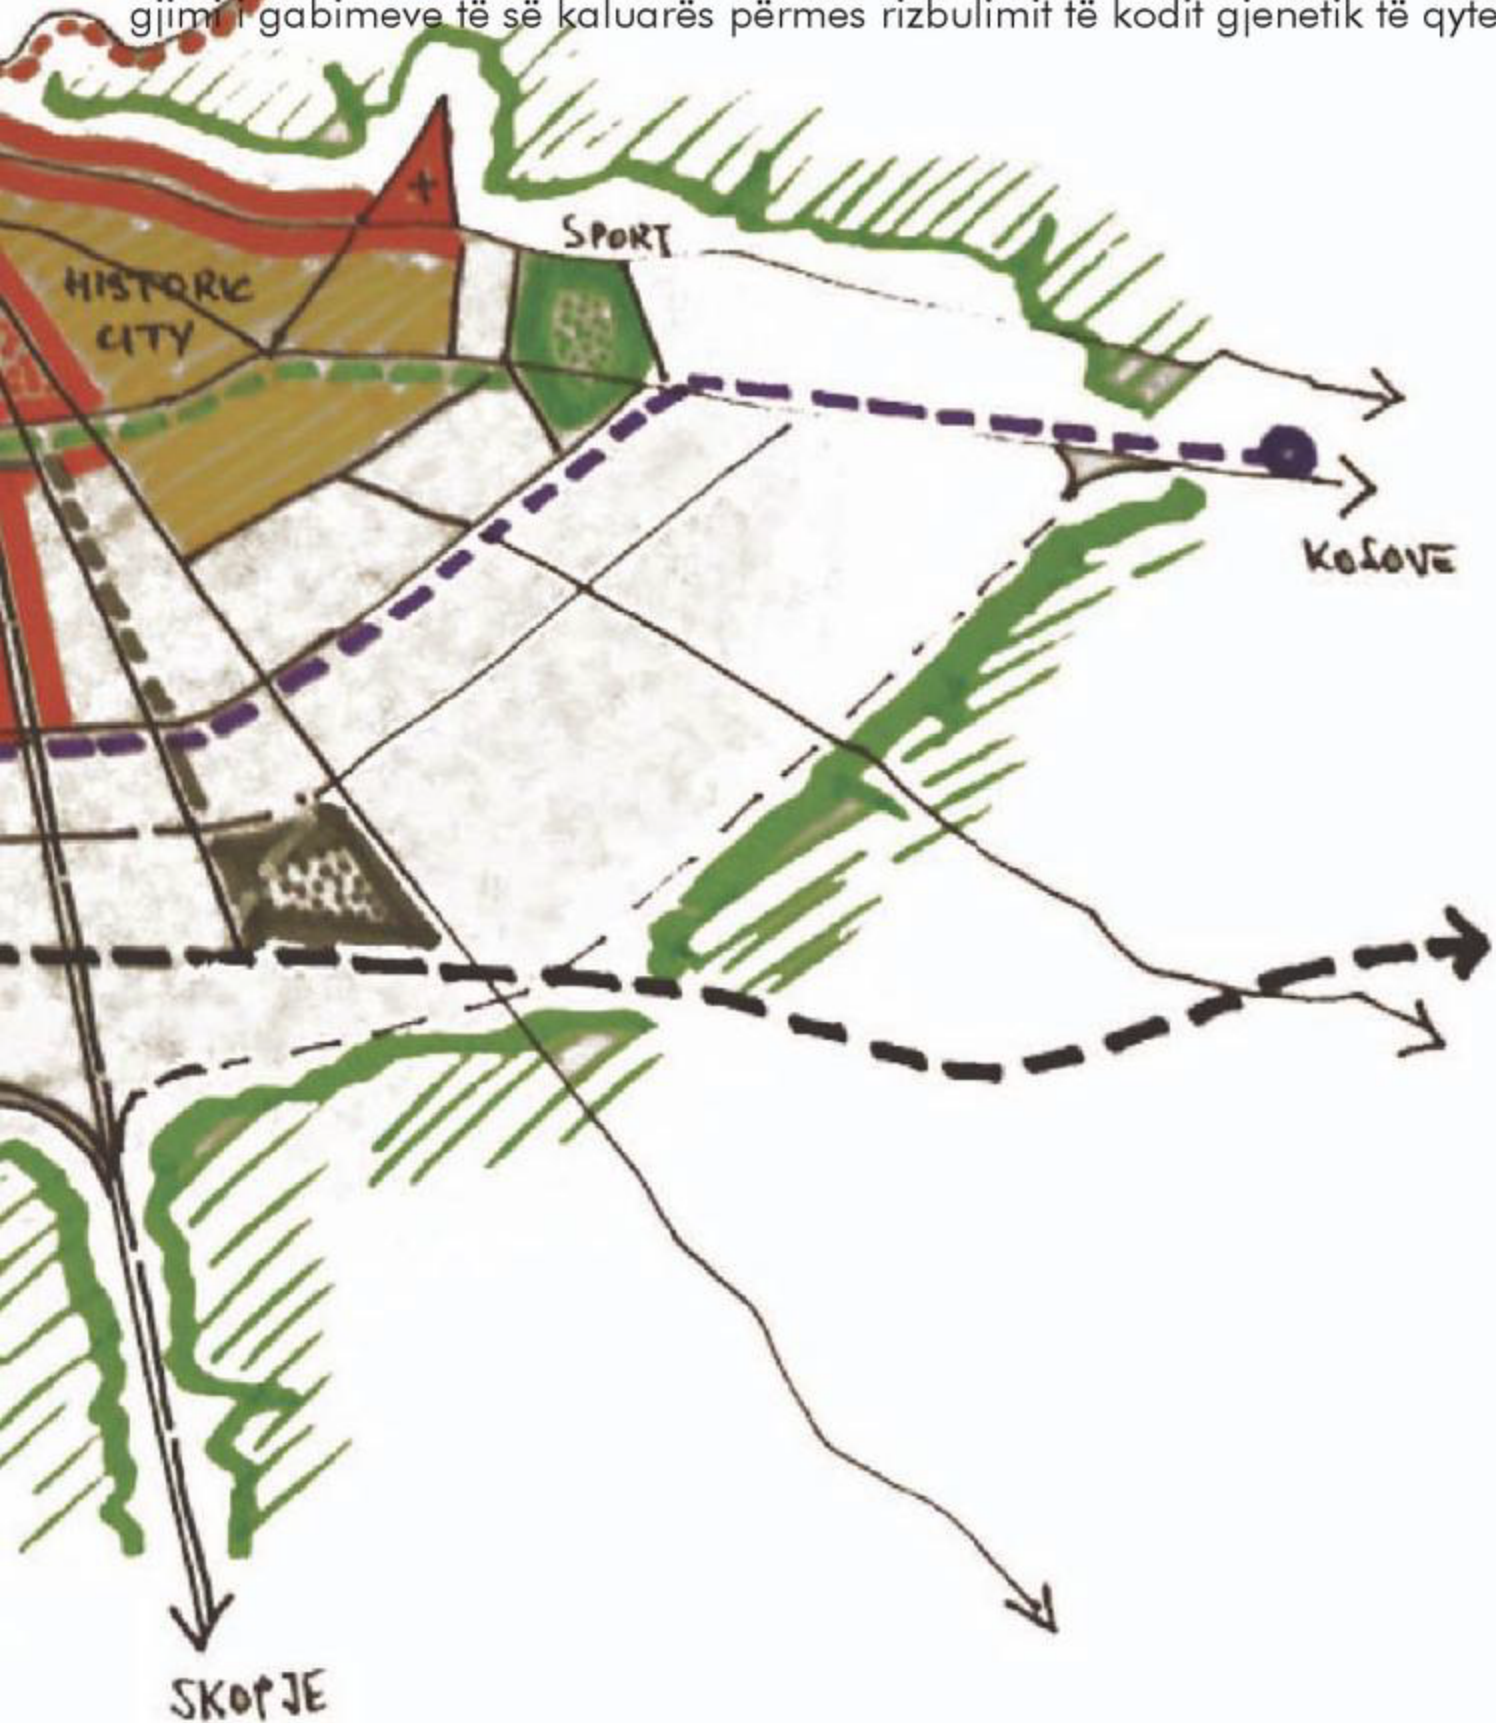 gjimi i gabimeve të së kaluarës përmes rizbulimit të kodit gjenetik të qyte
SPORT
HISTORIC
CITY
KOSOVE
SKOPJE